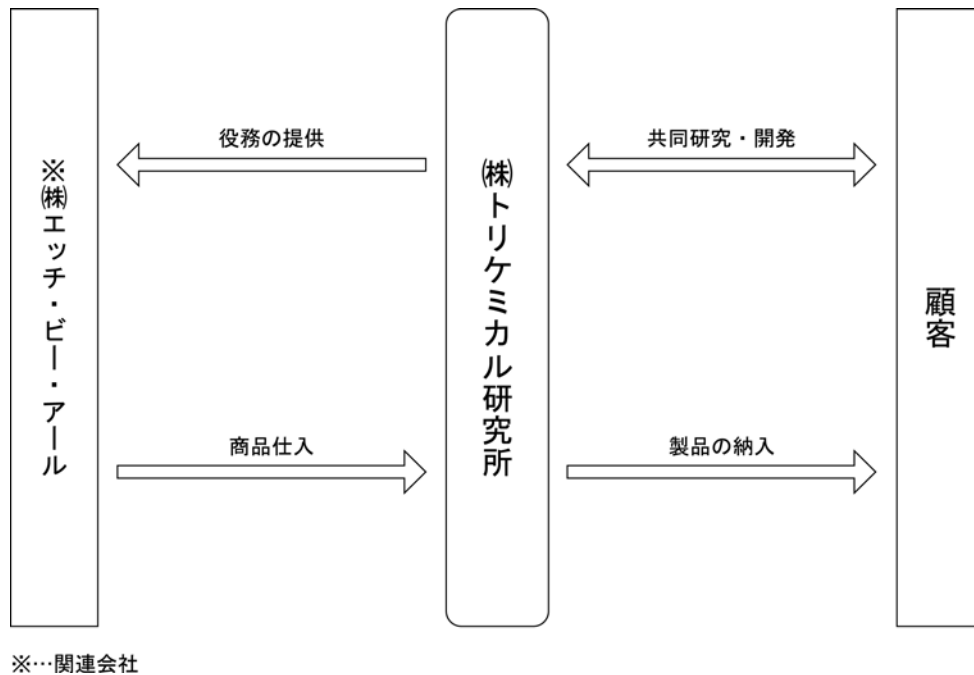 ※㈱エッチ・ビー・アール
役務の提供
商品仕入
㈱トリケミカル研究所
共同研究・開発
製品の納入
顧客
※…関連会社